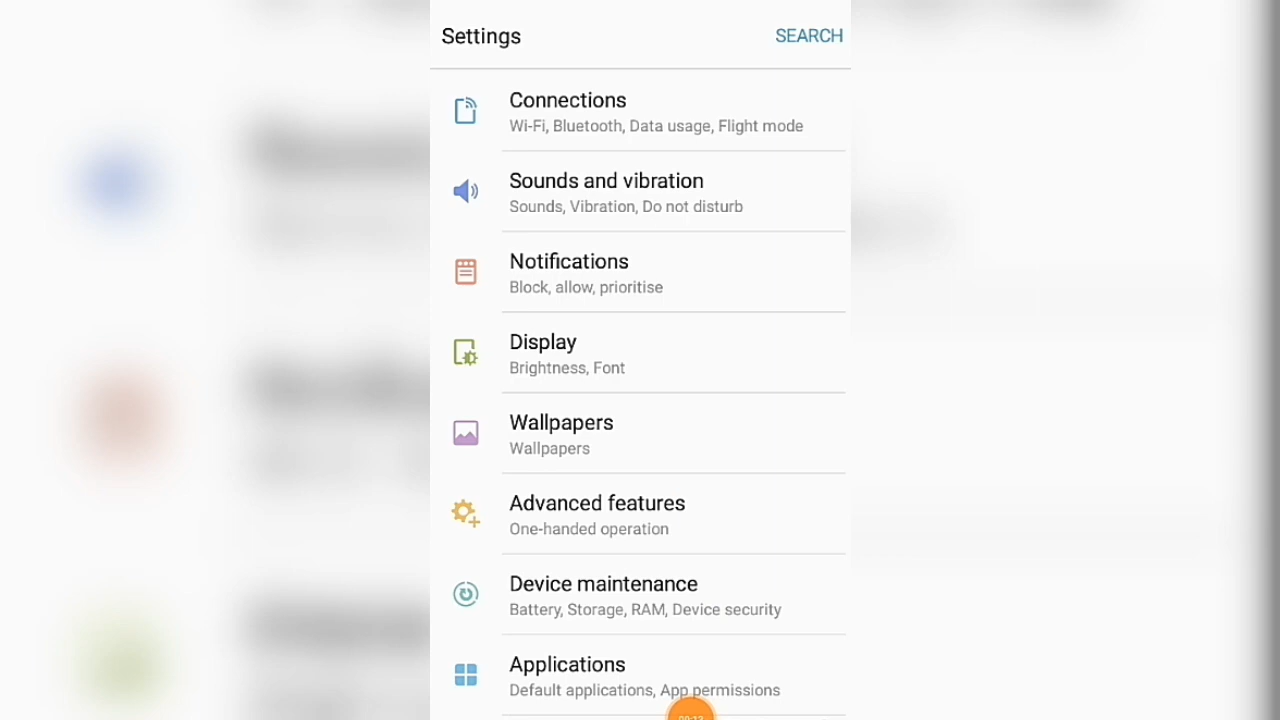 Settings
SEARCH
Connections
Wi-Fi, Bluetooth, Data usage, Flight mode
Sounds and vibration
Sounds, Vibration, Do not disturb
Notifications
Block, allow, prioritise
Display
Brightness, Font
Wallpapers
Wallpapers
Advanced features
One-handed operation
Device maintenance
Battery, Storage, RAM, Device security
Applications
Default applications, App permissions